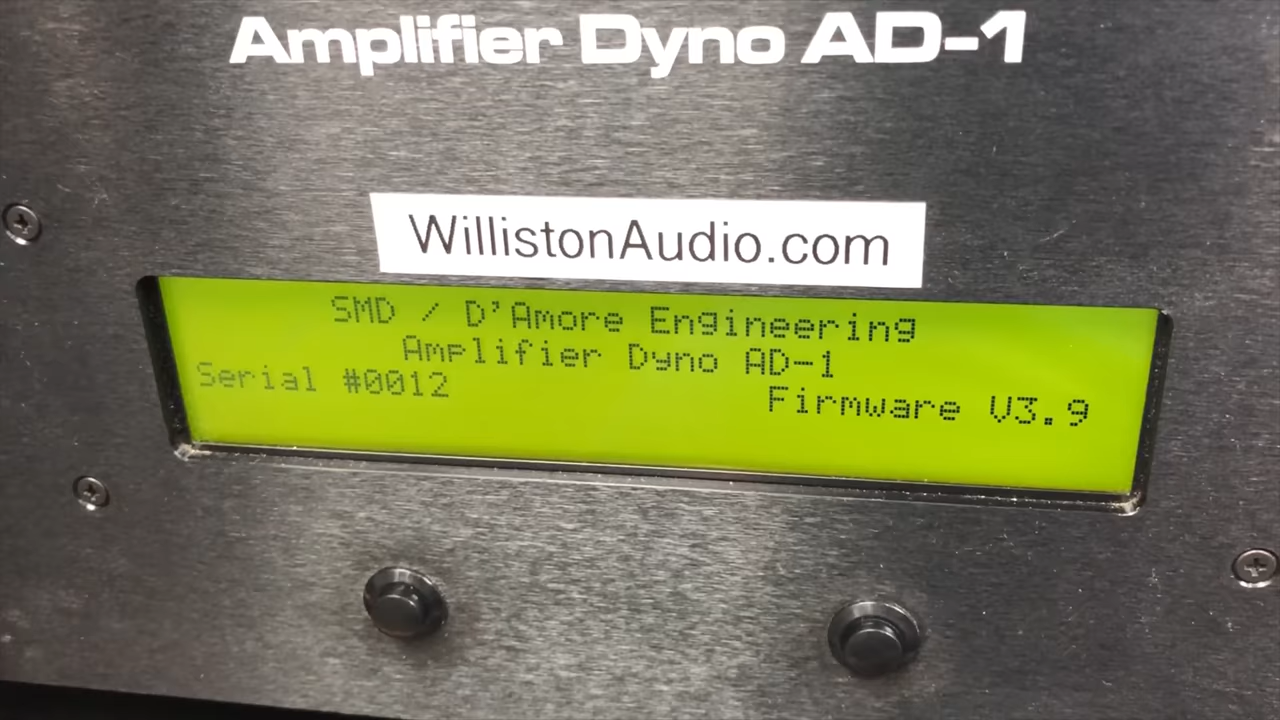 Amplifier Dyno AD-1
WillistonAudio.com
SMD / D'Amore Engineering
Amplifier Dyno AD-1
Serial #0012
Firmware V3.9